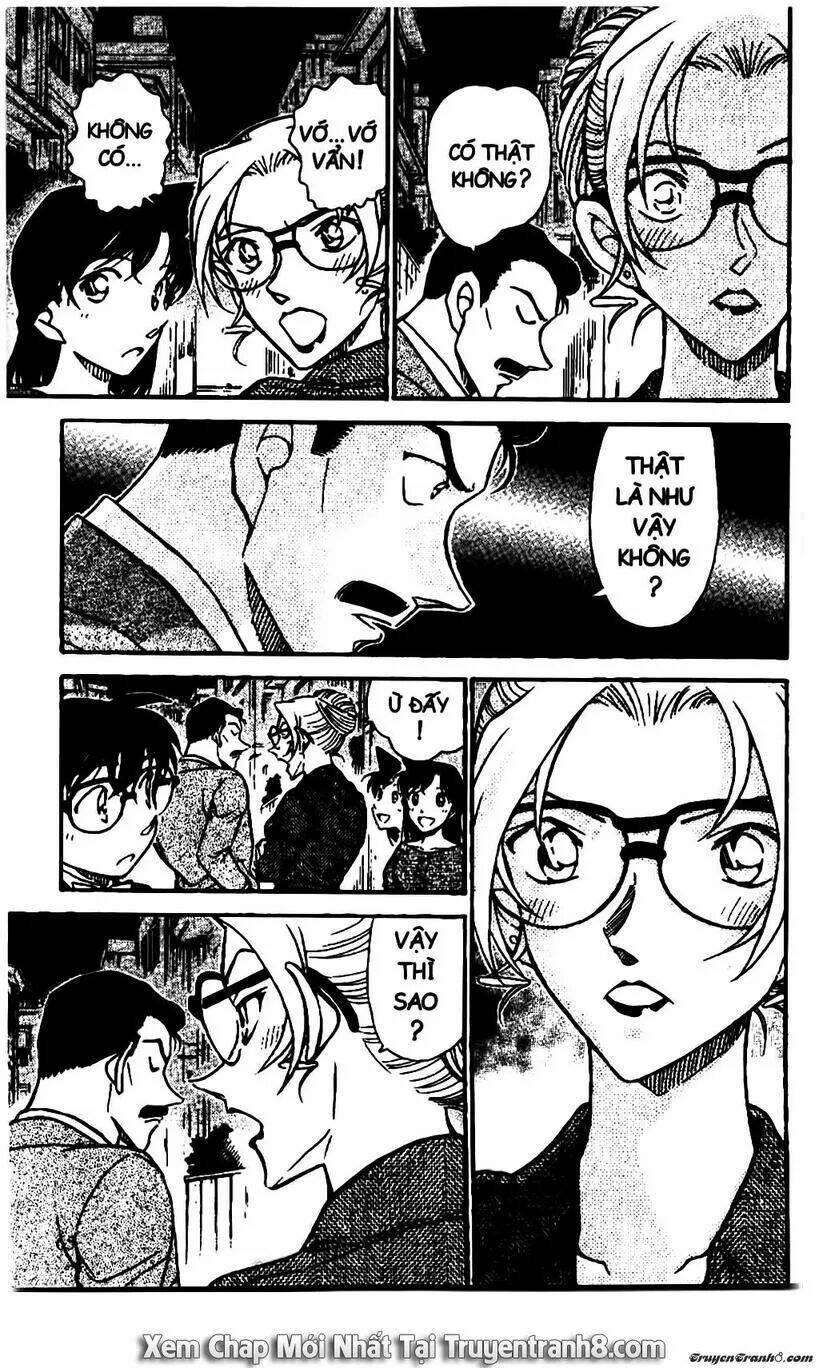 CÓ THẬT
KHÔNG?
VỚ...VỚ
VẨN!
KHÔNG
CÓ...
THẬT
LÀ NHƯ
VẬY
KHÔNG
?
Ừ ĐẤY
!
VẬY
THÌ
SAO
?
Xem Chap Mới Nhất Tại Truyentranh8.com
TruyenTranh8.com